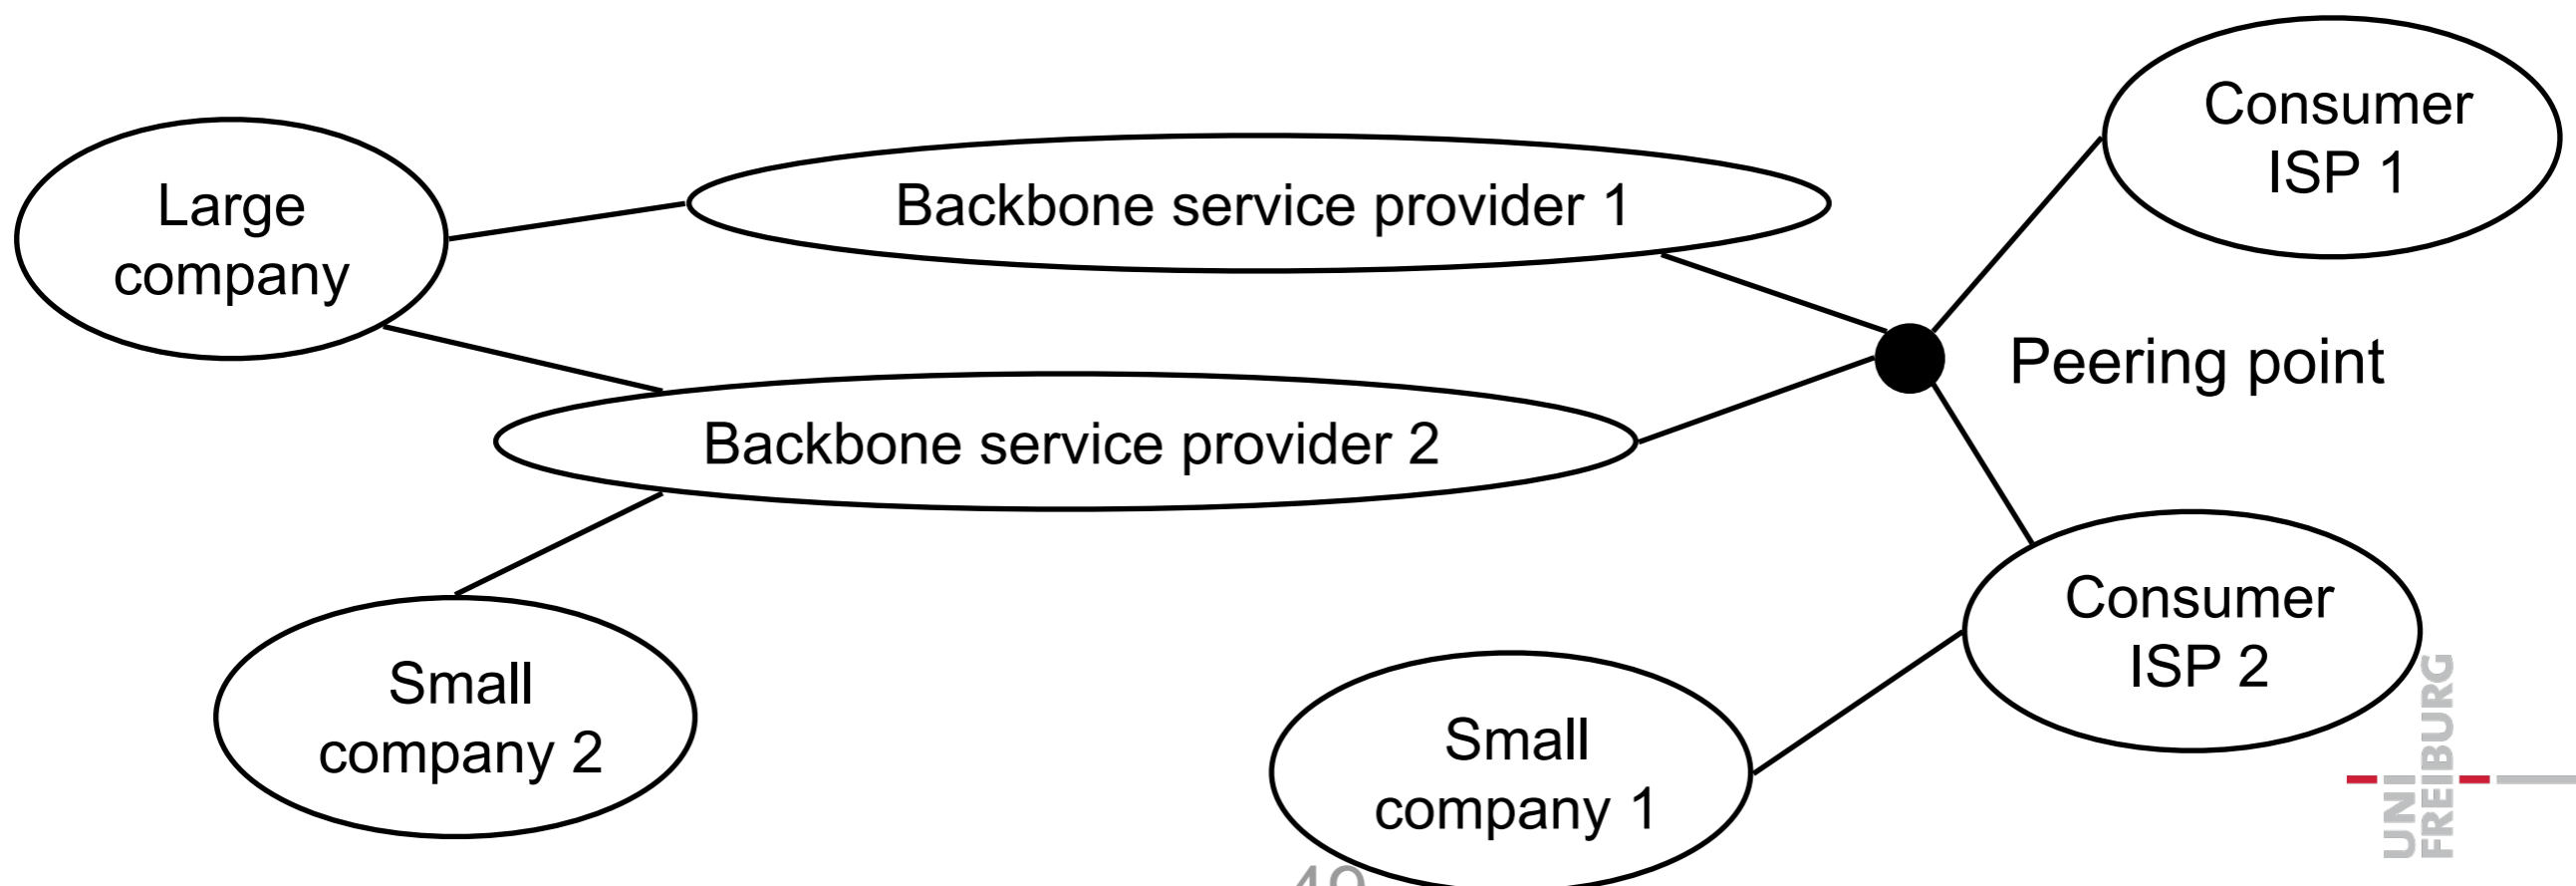 Consumer
ISP 1
Large
company
Backbone service provider 1
Peering point
Backbone service provider 2
Consumer
ISP 2
Small
company 2
Small
company 1
UNI
FREIBURG